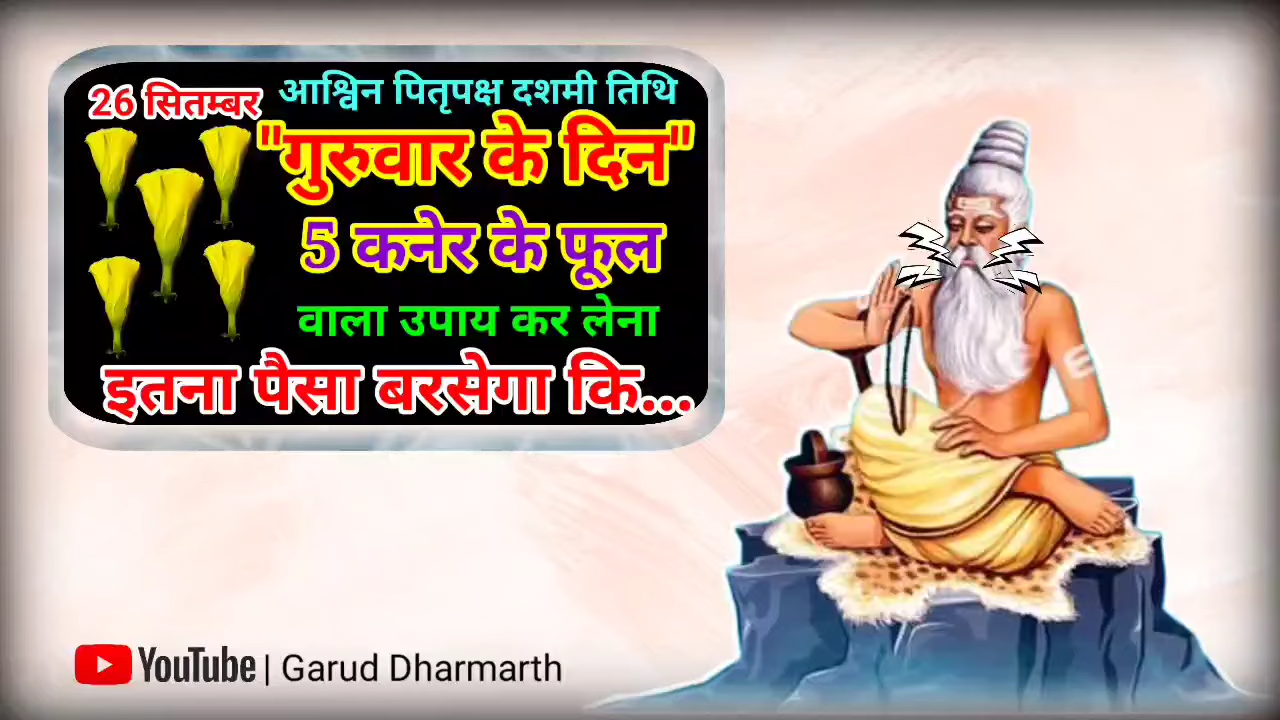 26 सितम्बर
आश्विन पितृपक्ष दशमी तिथि
"गुरुवार के दिन"
5 कनेर के फूल
वाला उपाय कर लेना
इतना पैसा बरसेगा कि...
YouTube | Garud Dharmarth